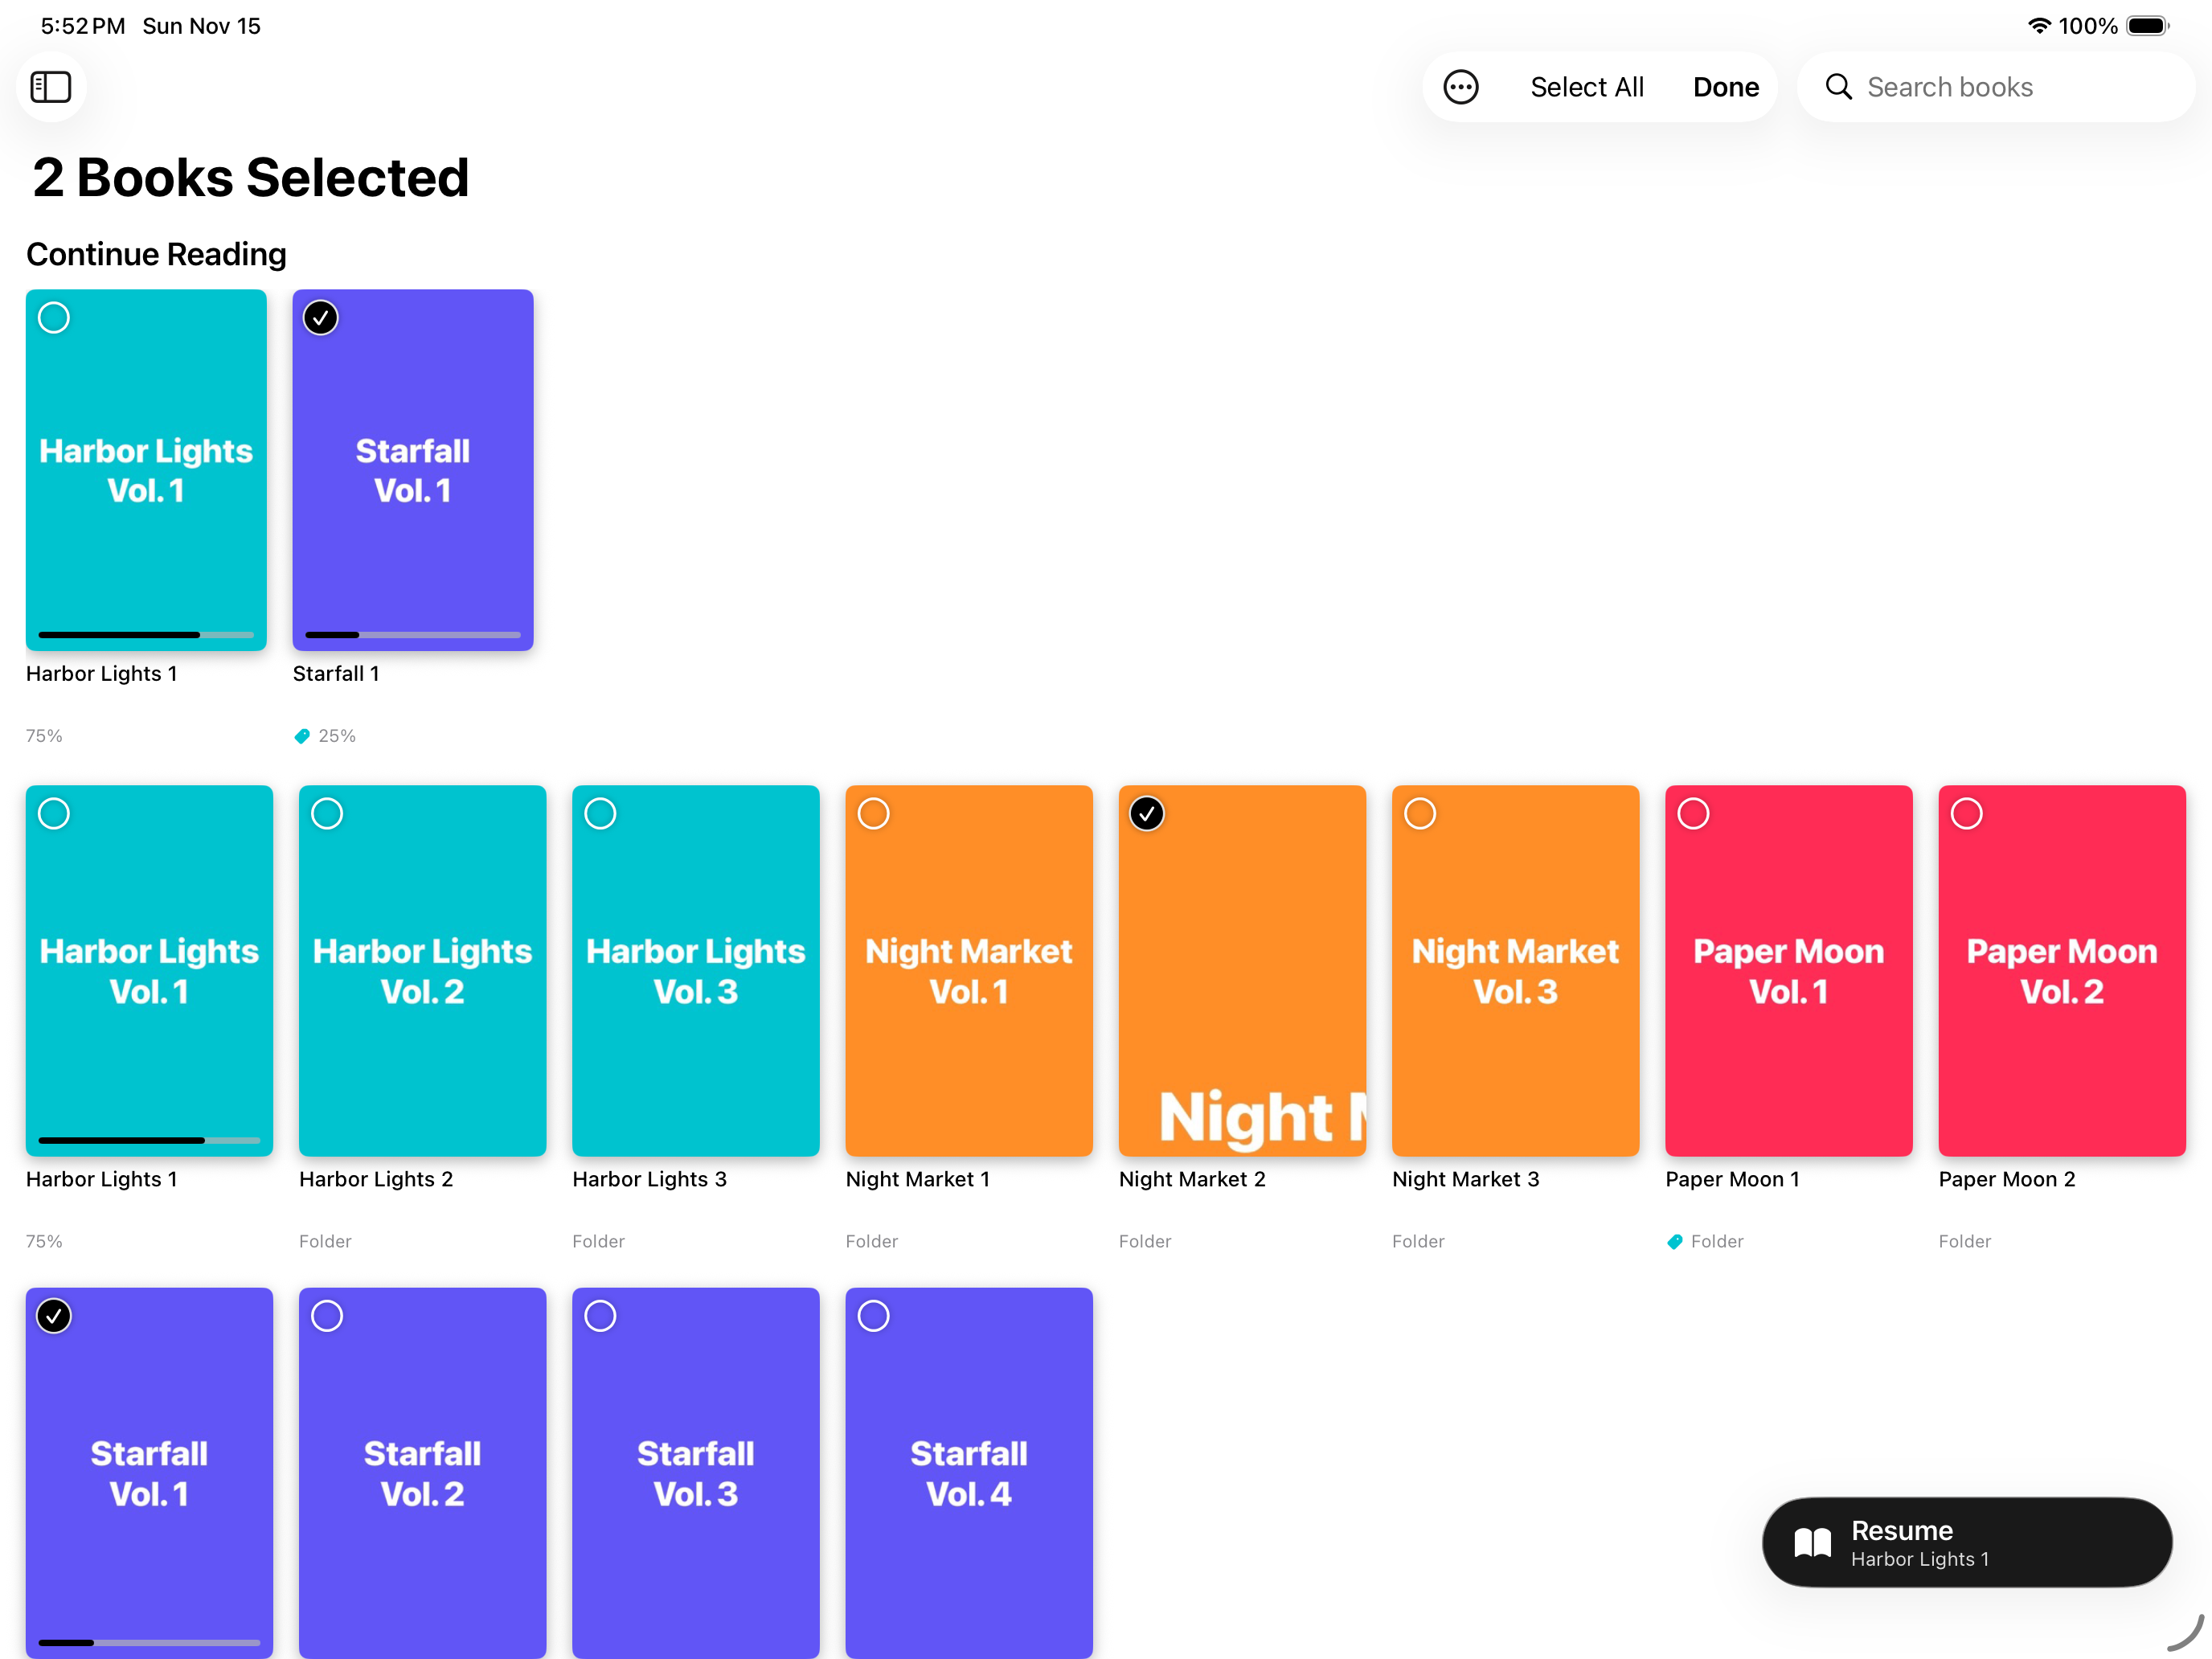 5:52 PM Sun Nov 15
100%
Select All
Done
Search books
2 Books Selected
Continue Reading
Harbor Lights
Vol. 1
Starfall
Vol. 1
Harbor Lights 1
Starfall 1
75%
25%
Harbor Lights
Vol. 1
Harbor Lights
Vol. 2
Harbor Lights
Vol. 3
Night Market
Vol. 1
Night
Night Market
Vol. 3
Paper Moon
Vol. 1
Paper Moon
Vol. 2
Harbor Lights 1
Harbor Lights 2
Harbor Lights 3
Night Market 1
Night Market 2
Night Market 3
Paper Moon 1
Paper Moon 2
75%
Folder
Folder
Folder
Folder
Folder
Folder
Folder
Starfall
Vol. 1
Starfall
Vol. 2
Starfall
Vol. 3
Starfall
Vol. 4
Resume
Harbor Lights 1